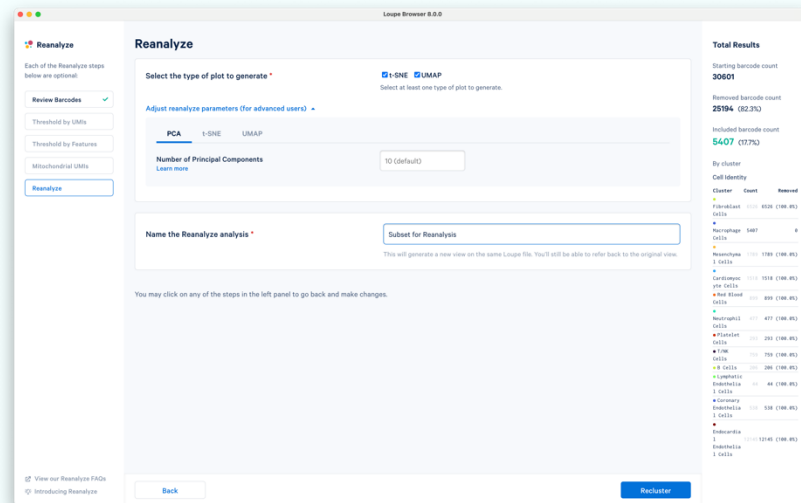 Loupe Browser 8.0.0
Reanalyze
Each of the Reanalyze steps
below are optional:
Review Barcodes
Threshold by UMIs
Threshold by Features
Mitochondrial UMIs
Reanalyze
View our Reanalyze FAQs
Introducing Reanalyze
Reanalyze
Select the type of plot to generate *
t-SNE UMAP
Select at least one type of plot to generate.
Adjust reanalyze parameters (for advanced users)
PCA t-SNE UMAP
Number of Principal Components
10 (default)
Learn more
Name the Reanalyze analysis *
Subset for Reanalysis
This will generate a new view on the same Loupe file. You'll still be able to refer back to the original view.
You may click on any of the steps in the left panel to go back and make changes.
Back
Recluster
Total Results
Starting barcode count
30601
Removed barcode count
25194 (82.3%)
Included barcode count
5407 (17.7%)
By cluster
Cell Identity
Cluster Count Removed
Fibroblast 6526 (100.0%)
Cells
Macrophage 5407 0
Cells
Mesenchyma 1789 (100.0%)
l Cells
Cardiomyoc 1518 (100.0%)
yte Cells
Red Blood 899 (100.0%)
Cells
Neutrophil 477 (100.0%)
Cells
Platelet 293 (100.0%)
Cells
T/NK 759 (100.0%)
Cells
B Cells 206 (100.0%)
Lymphatic
Endothelia 44 (100.0%)
l Cells
Coronary
Endothelia 538 (100.0%)
l Cells
Endocardia
l 12145 (100.0%)
Endothelia
l Cells